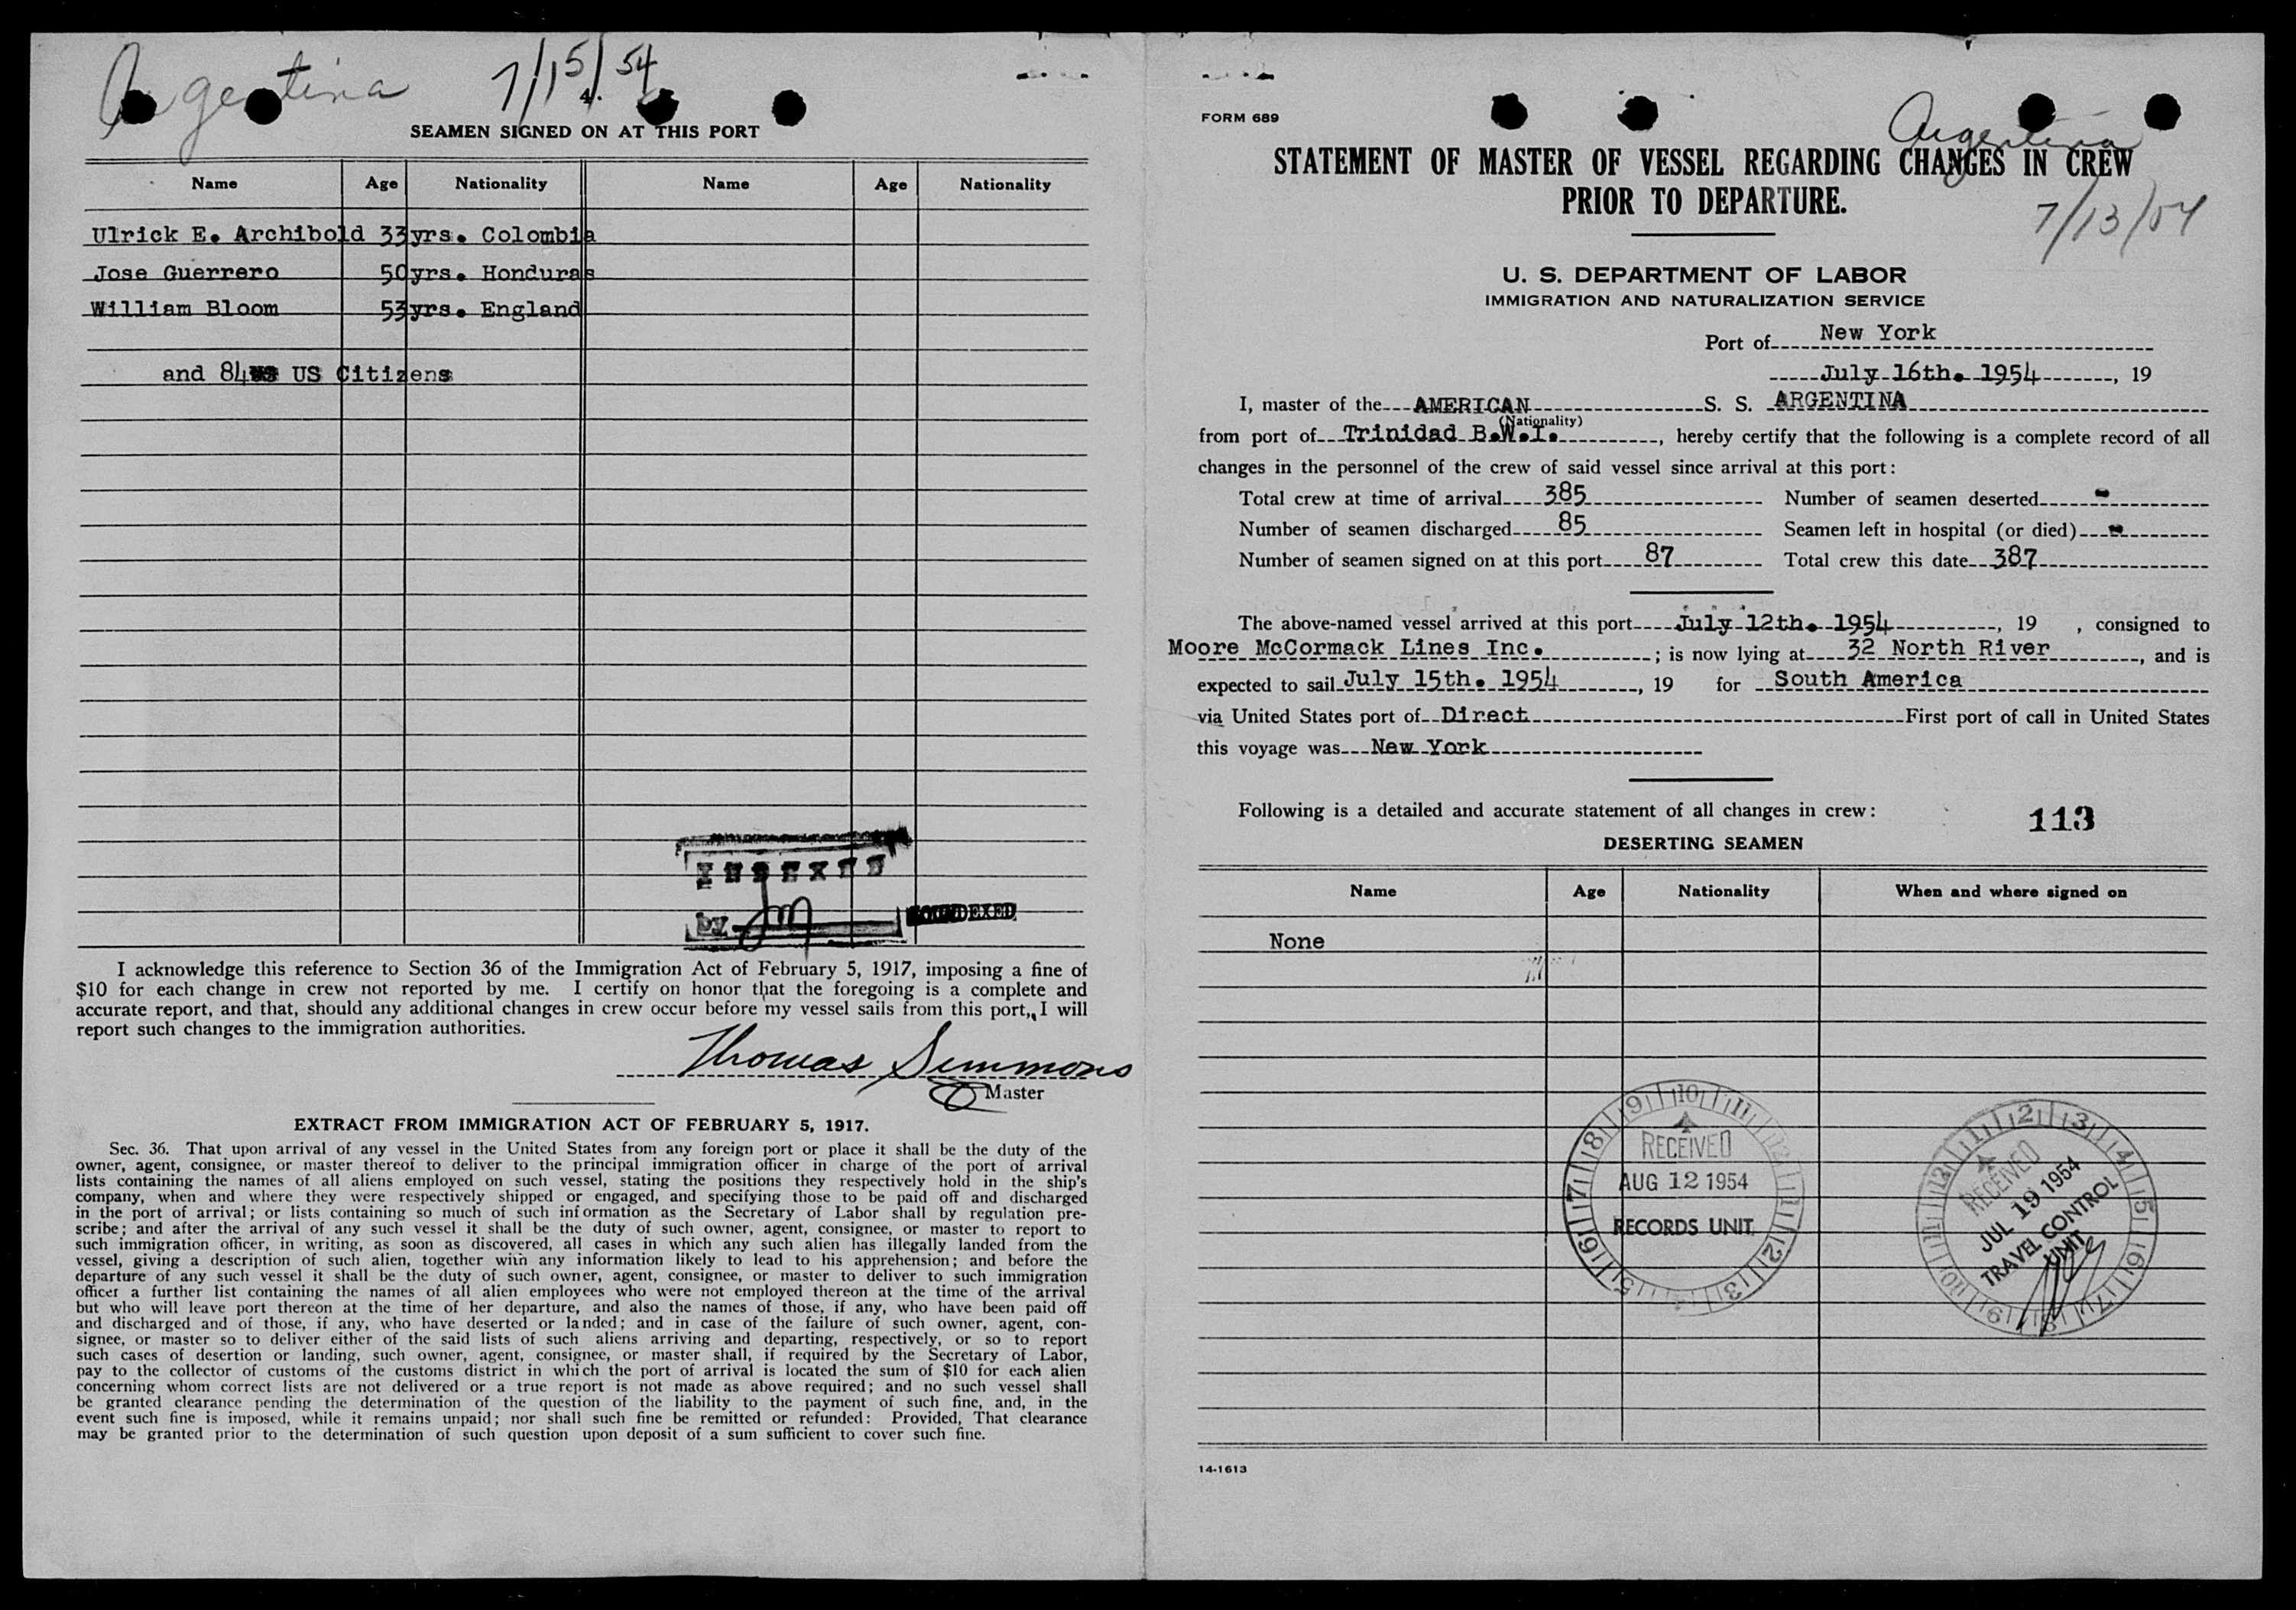 Argentina 7/15/54
4.
SEAMEN SIGNED ON AT THIS PORT
Name Age Nationality Name Age Nationality
Ulrick E. Archibold 33yrs. Colombia
Jose Guerrero 50yrs. Honduras
William Bloom 53yrs. England
and 84 US Citizens
INDEXED
by
I acknowledge this reference to Section 36 of the Immigration Act of February 5, 1917, imposing a fine of
$10 for each change in crew not reported by me. I certify on honor that the foregoing is a complete and
accurate report, and that, should any additional changes in crew occur before my vessel sails from this port, I will
report such changes to the immigration authorities.
Thomas Simmons
Master
EXTRACT FROM IMMIGRATION ACT OF FEBRUARY 5, 1917.
Sec. 36. That upon arrival of any vessel in the United States from any foreign port or place it shall be the duty of the
owner, agent, consignee, or master thereof to deliver to the principal immigration officer in charge of the port of arrival
lists containing the names of all aliens employed on such vessel, stating the positions they respectively hold in the ship's
company, when and where they were respectively shipped or engaged, and specifying those to be paid off and discharged
in the port of arrival; or lists containing so much of such information as the Secretary of Labor shall by regulation pre-
scribe; and after the arrival of any such vessel it shall be the duty of such owner, agent, consignee, or master to report to
such immigration officer, in writing, as soon as discovered, all cases in which any such alien has illegally landed from the
vessel, giving a description of such alien, together with any information likely to lead to his apprehension; and before the
departure of any such vessel it shall be the duty of such owner, agent, consignee, or master to deliver to such immigration
officer a further list containing the names of all alien employees who were not employed thereon at the time of the arrival
but who will leave port thereon at the time of her departure, and also the names of those, if any, who have been paid off
and discharged and of those, if any, who have deserted or landed; and in case of the failure of such owner, agent, con-
signee, or master so to deliver either of the said lists of such aliens arriving and departing, respectively, or so to report
such cases of desertion or landing, such owner, agent, consignee, or master shall, if required by the Secretary of Labor,
pay to the collector of customs of the customs district in which the port of arrival is located the sum of $10 for each alien
concerning whom correct lists are not delivered or a true report is not made as above required; and no such vessel shall
be granted clearance pending the determination of the question of the liability to the payment of such fine, and, in the
event such fine is imposed, while it remains unpaid; nor shall such fine be remitted or refunded: Provided, That clearance
may be granted prior to the determination of such question upon deposit of a sum sufficient to cover such fine.
FORM 689
Argentina
STATEMENT OF MASTER OF VESSEL REGARDING CHANGES IN CREW
PRIOR TO DEPARTURE.
7/13/54
U. S. DEPARTMENT OF LABOR
IMMIGRATION AND NATURALIZATION SERVICE
Port of New York
July 16th. 1954, 19
I, master of the AMERICAN S. S. ARGENTINA
(Nationality)
from port of Trinidad B.W.I., hereby certify that the following is a complete record of all
changes in the personnel of the crew of said vessel since arrival at this port:
Total crew at time of arrival 385 Number of seamen deserted -
Number of seamen discharged 85 Seamen left in hospital (or died) -
Number of seamen signed on at this port 87 Total crew this date 387
The above-named vessel arrived at this port July 12th. 1954, 19 , consigned to
Moore McCormack Lines Inc. ; is now lying at 32 North River, and is
expected to sail July 15th. 1954, 19 for South America
via United States port of Direct First port of call in United States
this voyage was New York
Following is a detailed and accurate statement of all changes in crew: 113
DESERTING SEAMEN
Name Age Nationality When and where signed on
None
RECEIVED
AUG 12 1954
RECORDS UNIT
RECEIVED
JUL 19 1954
TRAVEL CONTROL
UNIT
14-1613